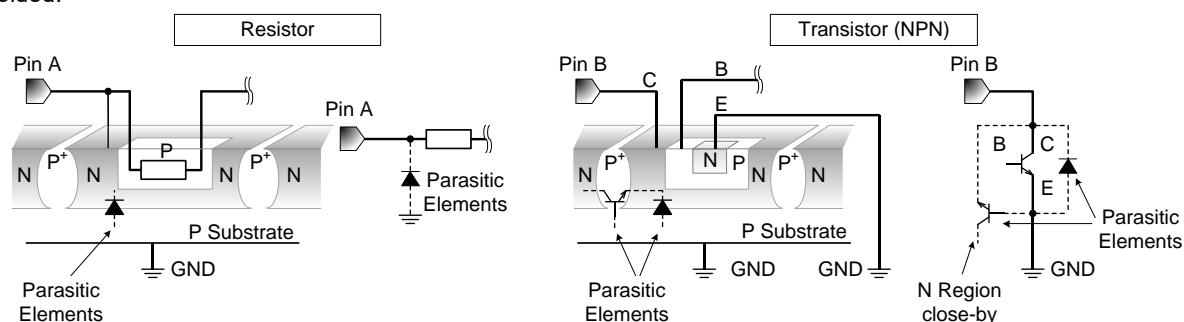 Resistor
Transistor (NPN)
Pin A
Pin A
P
N
P+
N
N
P+
N
Parasitic
Elements
P Substrate
GND
Parasitic
Elements
Pin B
C
B
E
N
P+
N
N
P
N
P+
N
P Substrate
GND
GND
Parasitic
Elements
Pin B
B
C
E
Parasitic
Elements
GND
N Region
close-by